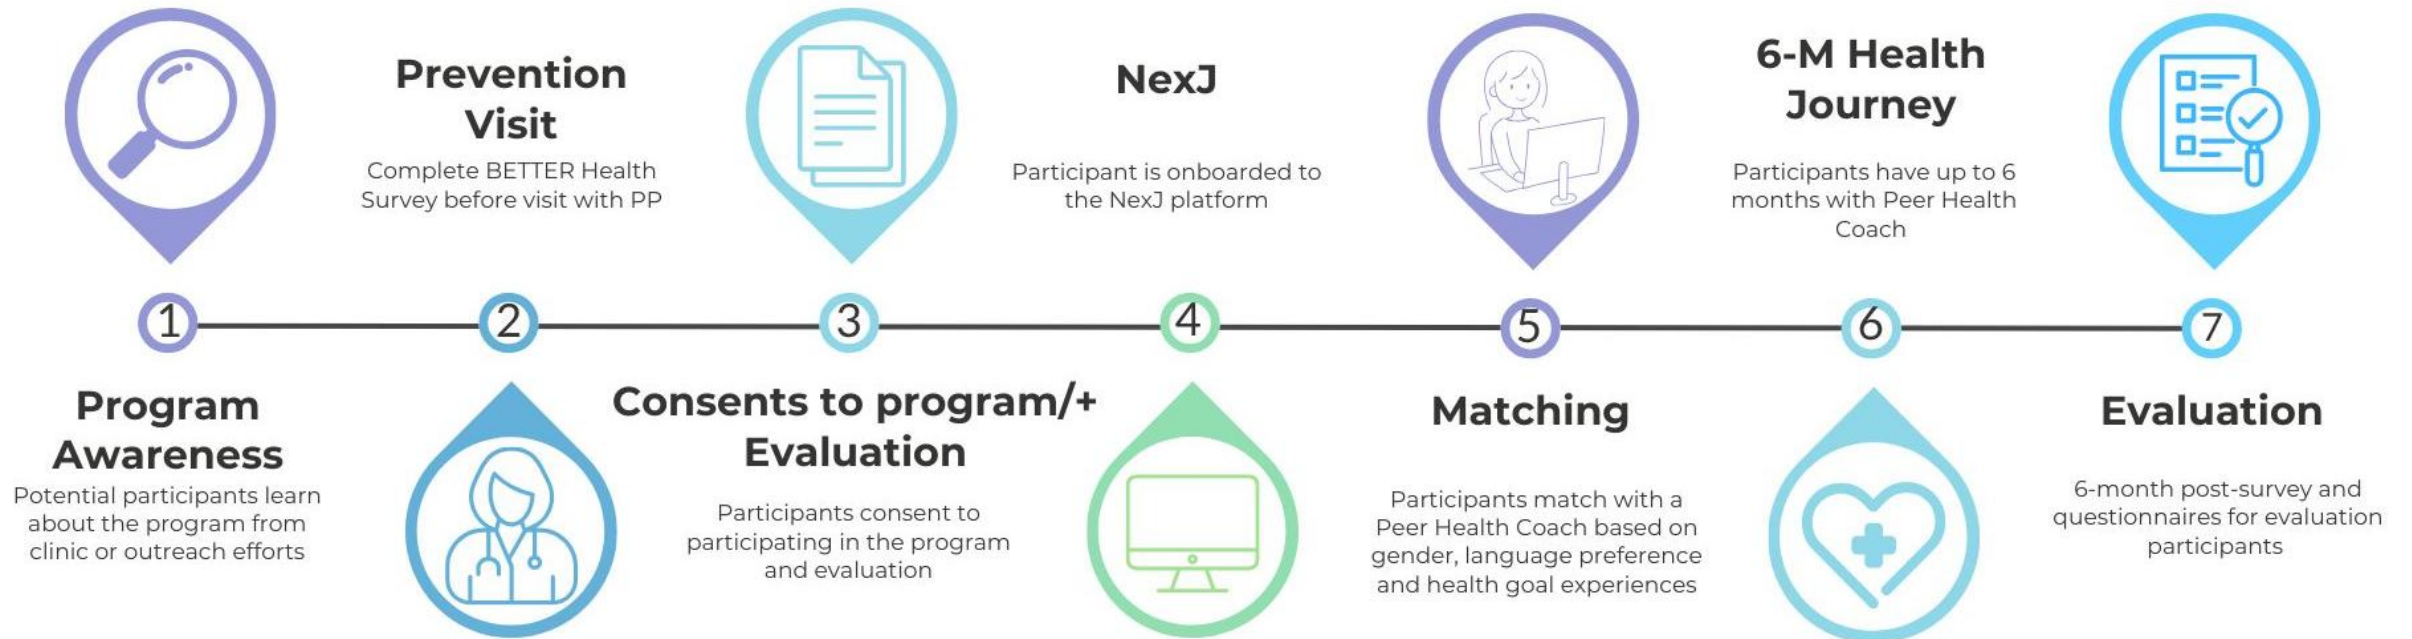 1
Program
Awareness
Potential participants learn
about the program from
clinic or outreach efforts
2
Prevention
Visit
Complete BETTER Health
Survey before visit with PP
3
Consents to program/+
Evaluation
Participants consent to
participating in the program
and evaluation
4
NexJ
Participant is onboarded to
the NexJ platform
5
Matching
Participants match with a
Peer Health Coach based on
gender, language preference
and health goal experiences
6
6-M Health
Journey
Participants have up to 6
months with Peer Health
Coach
7
Evaluation
6-month post-survey and
questionnaires for evaluation
participants